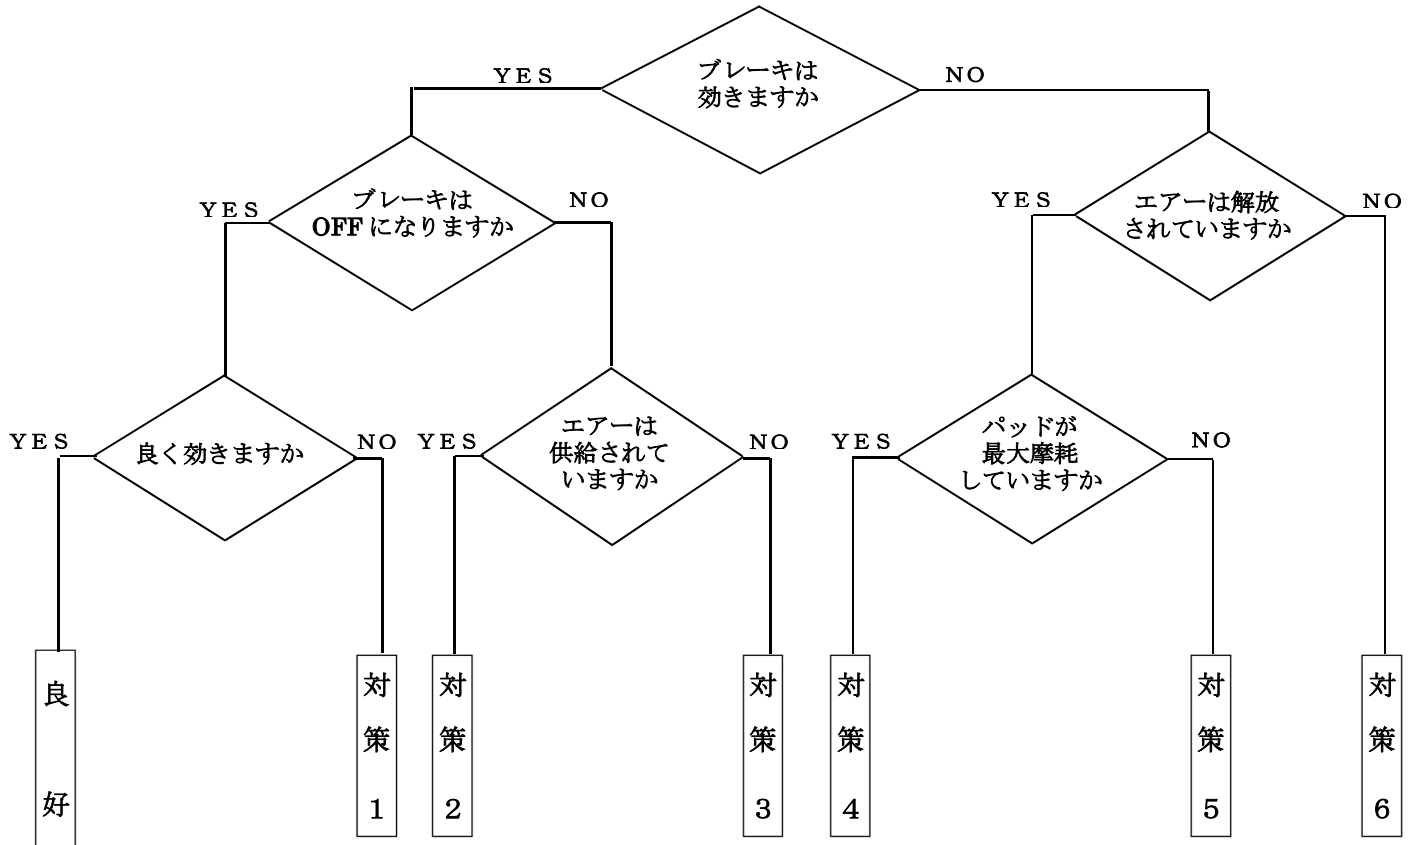 ブレーキは
効きますか
YES
NO
ブレーキは
OFFになりますか
YES
NO
エアーは解放
されていますか
YES
NO
良く効きますか
YES
NO
エアーは
供給されて
いますか
YES
NO
パッドが
最大摩耗
していますか
YES
NO
良好
対策1
対策2
対策3
対策4
対策5
対策6